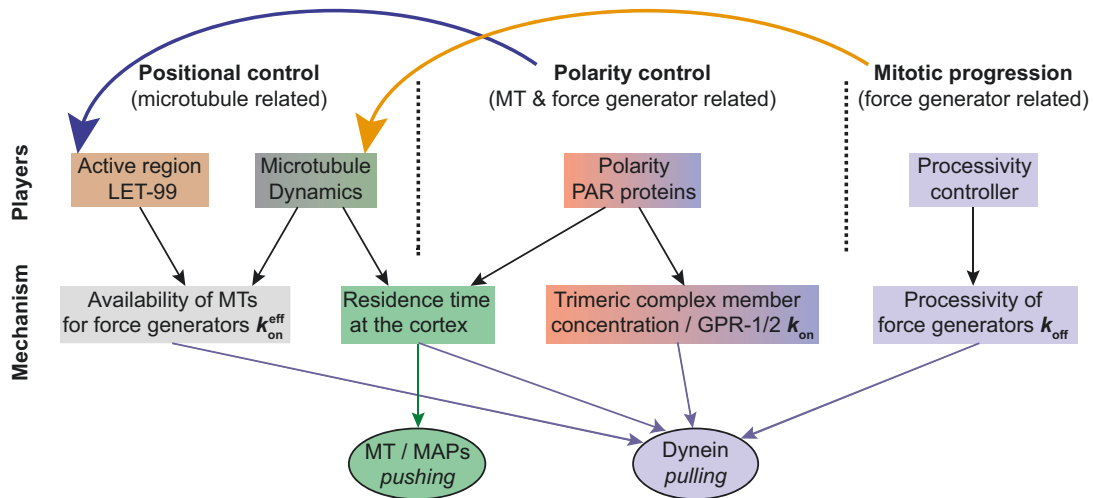 Positional control
(microtubule related)
Polarity control
(MT & force generator related)
Mitotic progression
(force generator related)
Players
Active region
LET-99
Microtubule
Dynamics
Polarity
PAR proteins
Processivity
controller
Mechanism
Availability of MTs
for force generators k_on^eff
Residence time
at the cortex
Trimeric complex member
concentration / GPR-1/2 k_on
Processivity of
force generators k_off
MT / MAPs
pushing
Dynein
pulling